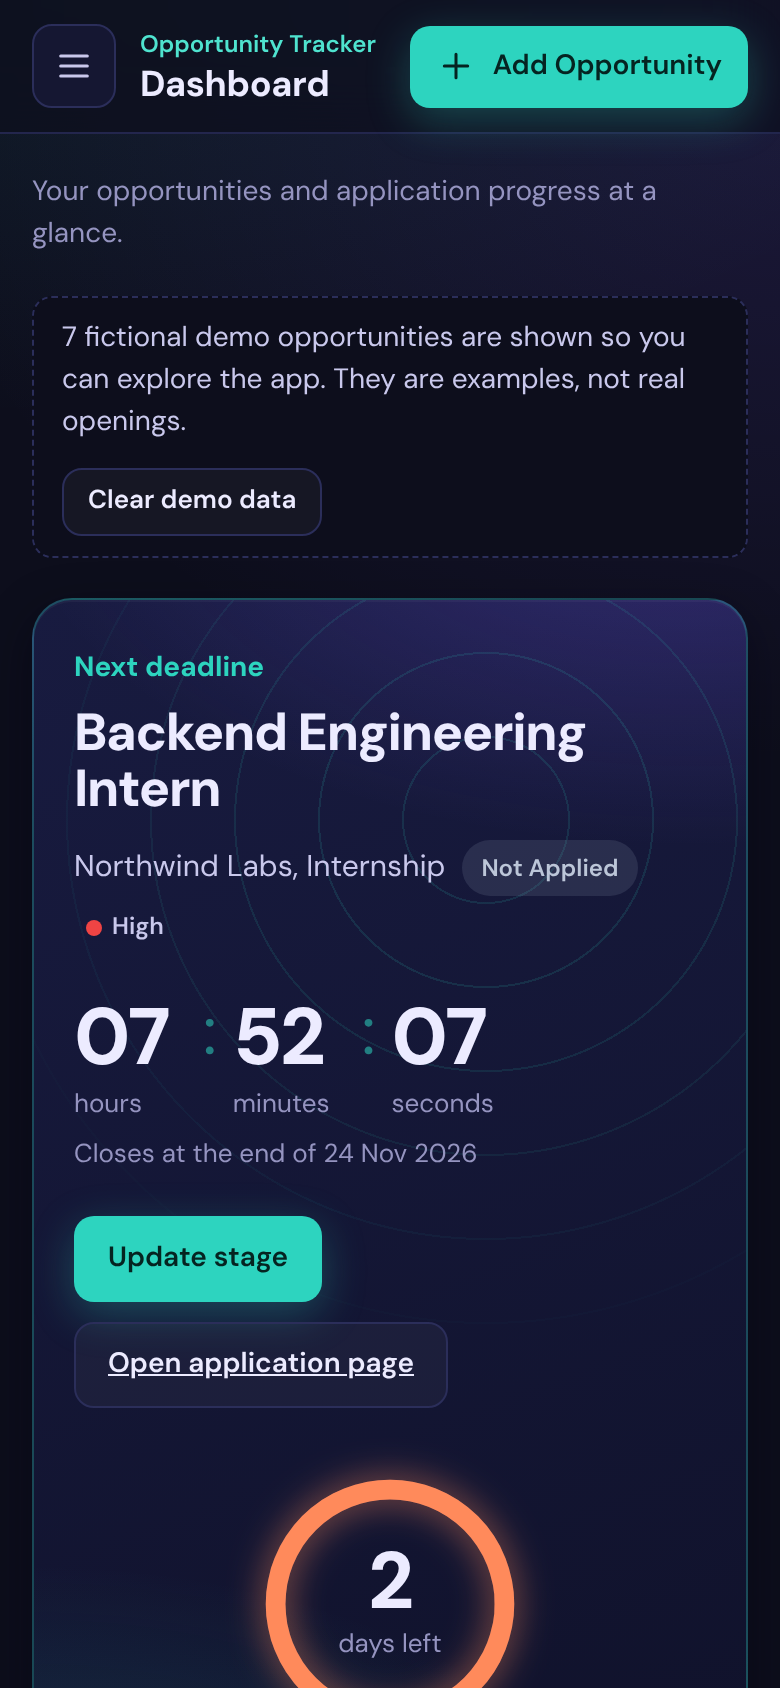 Opportunity Tracker
Dashboard
Add Opportunity
Your opportunities and application progress at a
glance.
7 fictional demo opportunities are shown so you
can explore the app. They are examples, not real
openings.
Clear demo data
Next deadline
Backend Engineering
Intern
Northwind Labs, Internship
Not Applied
High
07 : 52 : 07
hours minutes seconds
Closes at the end of 24 Nov 2026
Update stage
Open application page
2
days left